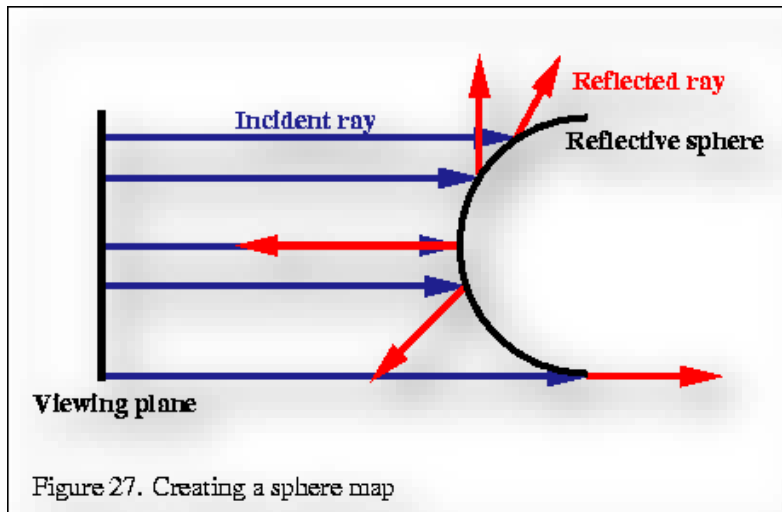 Reflected ray
Incident ray
Reflective sphere
Viewing plane
Figure 27. Creating a sphere map